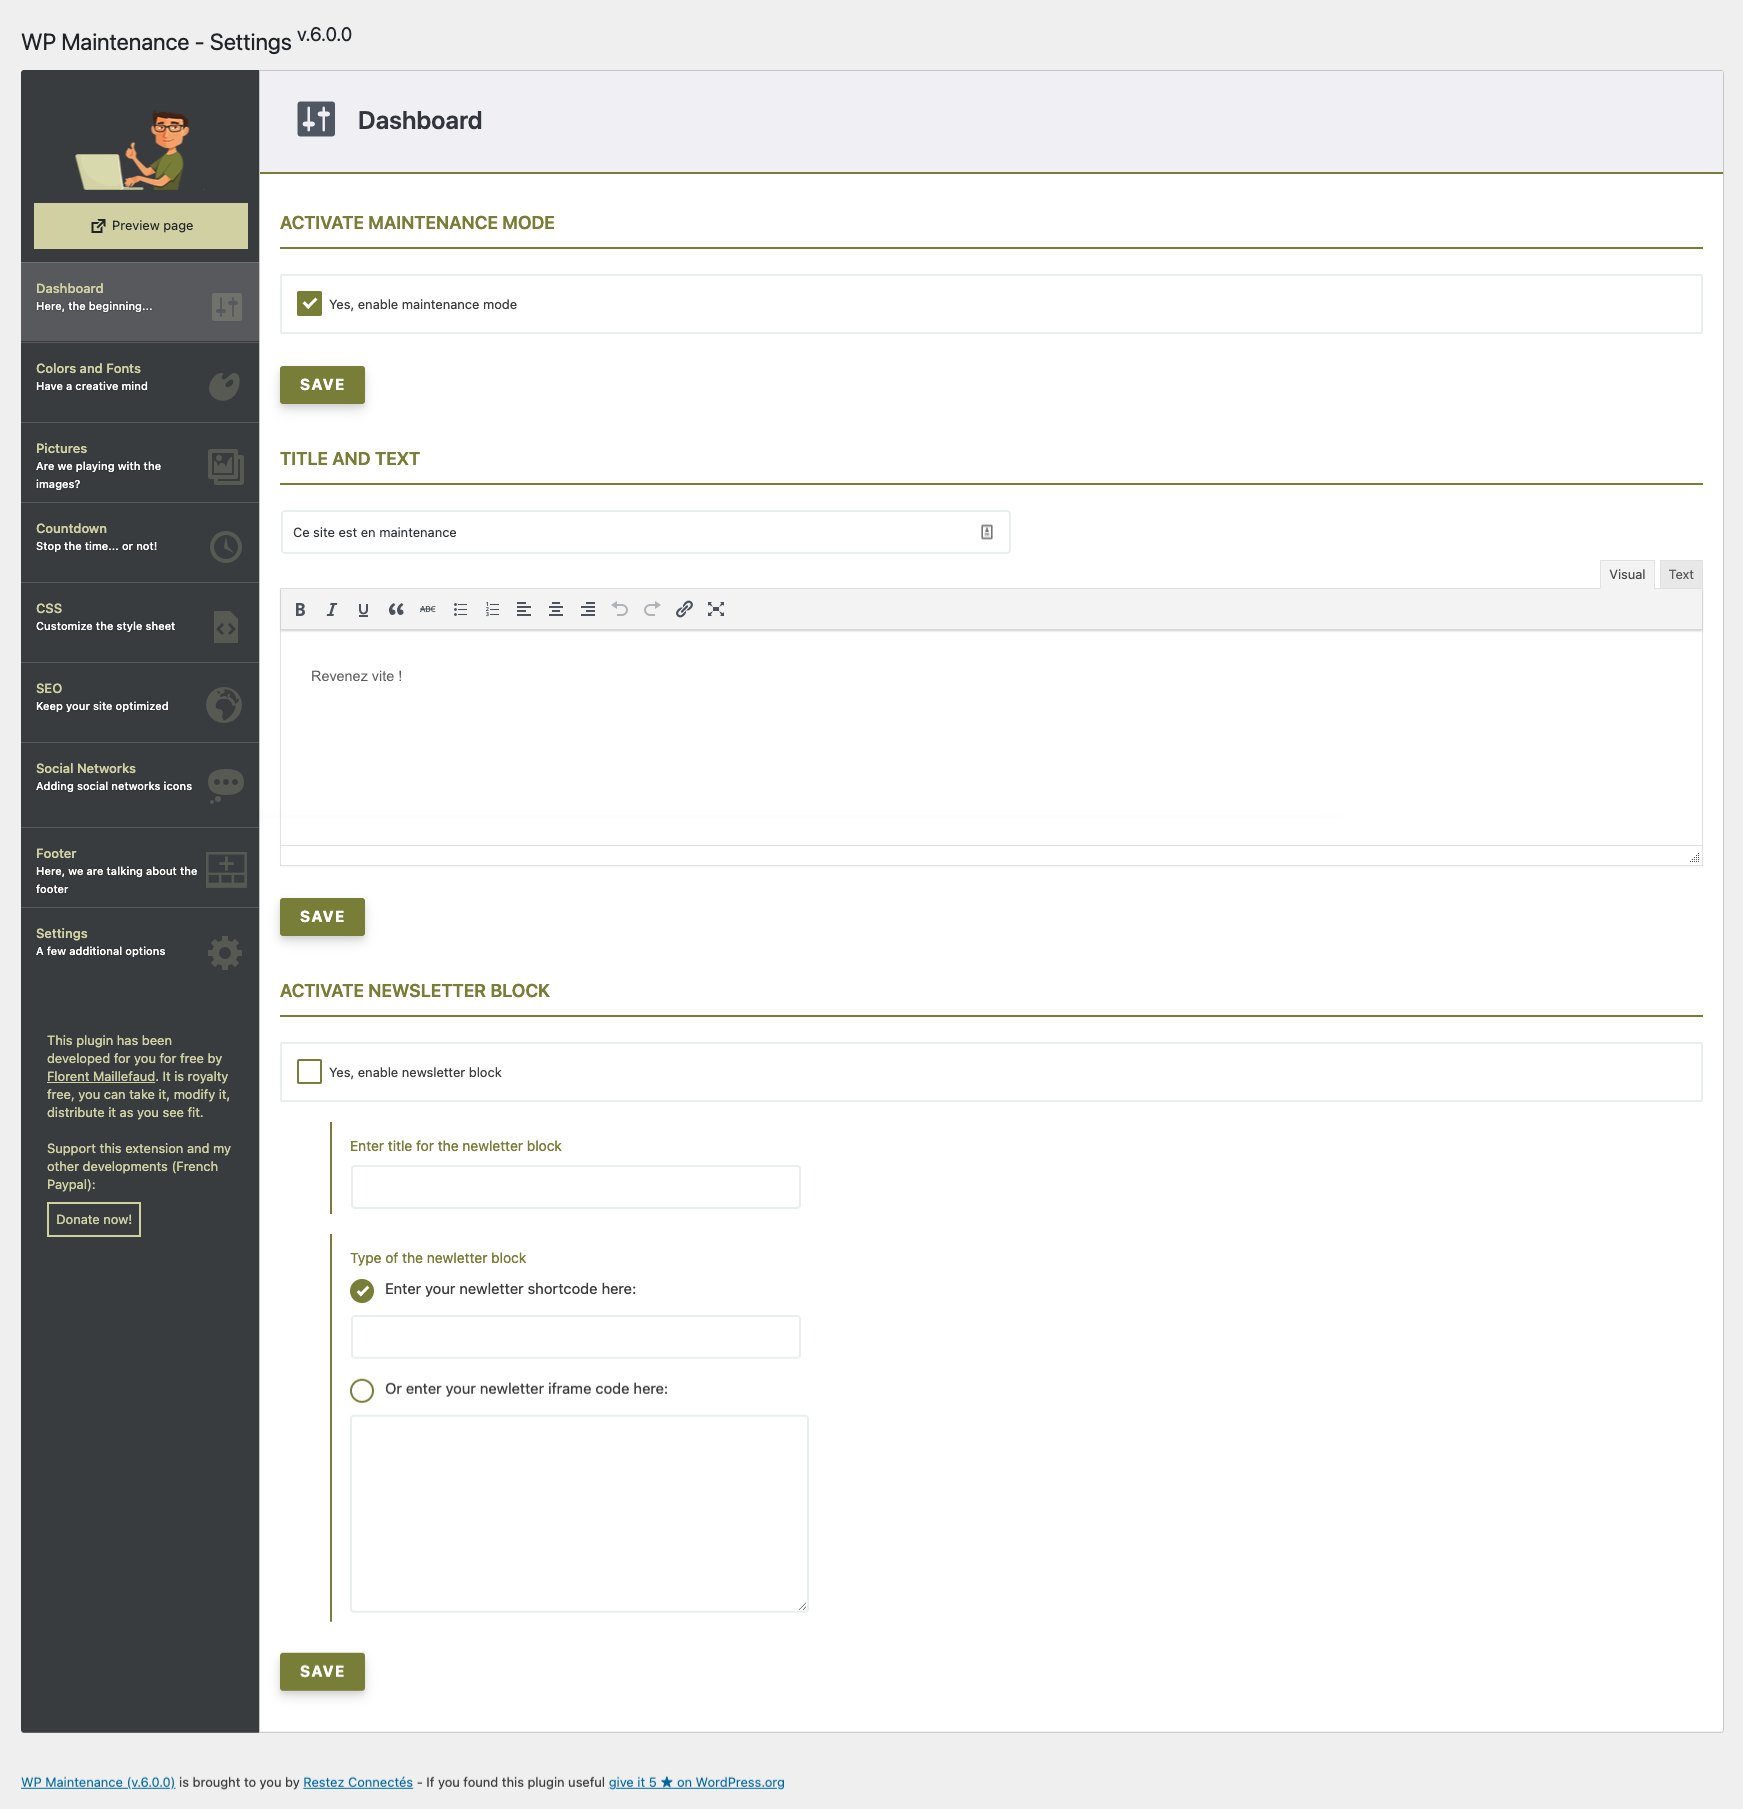 WP Maintenance - Settings v.6.0.0
Preview page
Dashboard
Here, the beginning...
Colors and Fonts
Have a creative mind
Pictures
Are we playing with the
images?
Countdown
Stop the time... or not!
CSS
Customize the style sheet
SEO
Keep your site optimized
Social Networks
Adding social networks icons
Footer
Here, we are talking about the
footer
Settings
A few additional options
This plugin has been
developed for you for free by
Florent Maillefaud. It is royalty
free, you can take it, modify it,
distribute it as you see fit.
Support this extension and my
other developments (French
Paypal):
Donate now!
Dashboard
ACTIVATE MAINTENANCE MODE
Yes, enable maintenance mode
SAVE
TITLE AND TEXT
Ce site est en maintenance
Visual Text
B I U ABC
Revenez vite !
SAVE
ACTIVATE NEWSLETTER BLOCK
Yes, enable newsletter block
Enter title for the newletter block
Type of the newletter block
Enter your newletter shortcode here:
Or enter your newletter iframe code here:
SAVE
WP Maintenance (v.6.0.0) is brought to you by Restez Connectés - If you found this plugin useful give it 5 ★ on WordPress.org